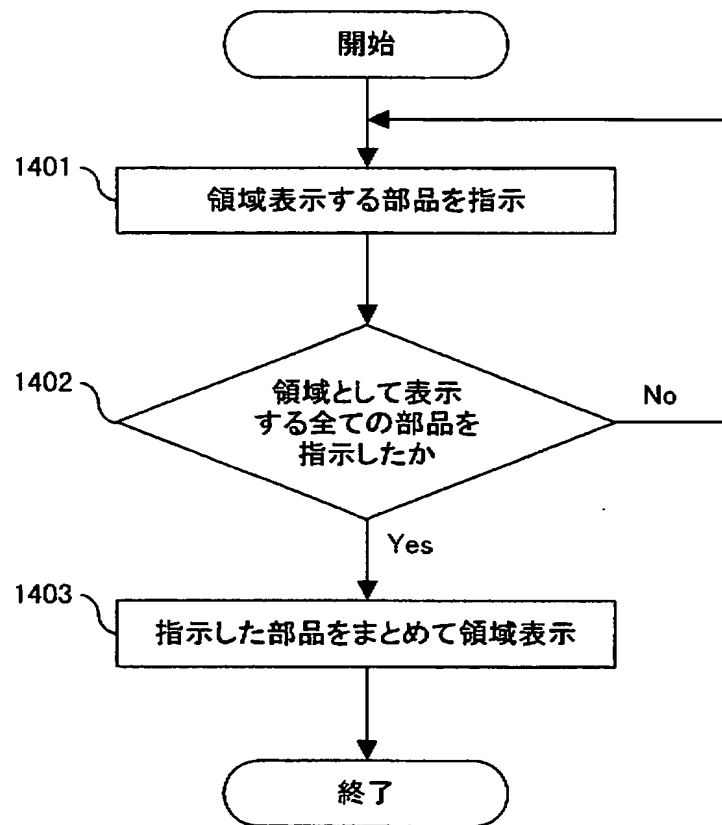 開始
1401
領域表示する部品を指示
1402
領域として表示
する全ての部品を
指示したか
No
Yes
1403
指示した部品をまとめて領域表示
終了